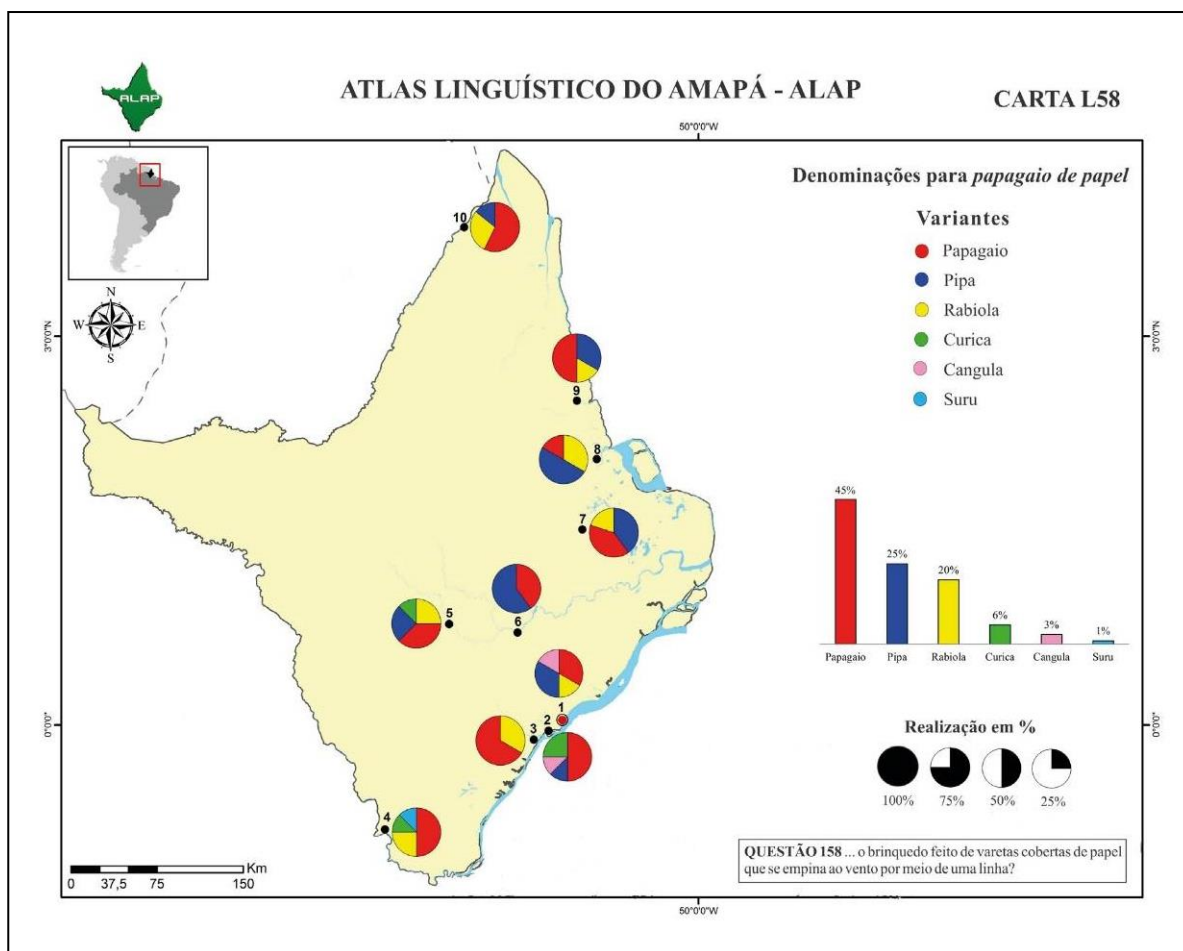 ALAP
ATLAS LINGUÍSTICO DO AMAPÁ - ALAP
CARTA L58
50°0'0"W
Denominações para papagaio de papel
Variantes
Papagaio
Pipa
Rabiola
Curica
Cangula
Suru
N
W E
S
3°0'0"N
3°0'0"N
0°0'0"
0°0'0"
10
9
8
7
5
6
1
2
3
4
45%
25%
20%
6%
3%
1%
Papagaio Pipa Rabiola Curica Cangula Suru
Realização em %
100% 75% 50% 25%
QUESTÃO 158 ... o brinquedo feito de varetas cobertas de papel
que se empina ao vento por meio de uma linha?
Km
0 37,5 75 150
50°0'0"W